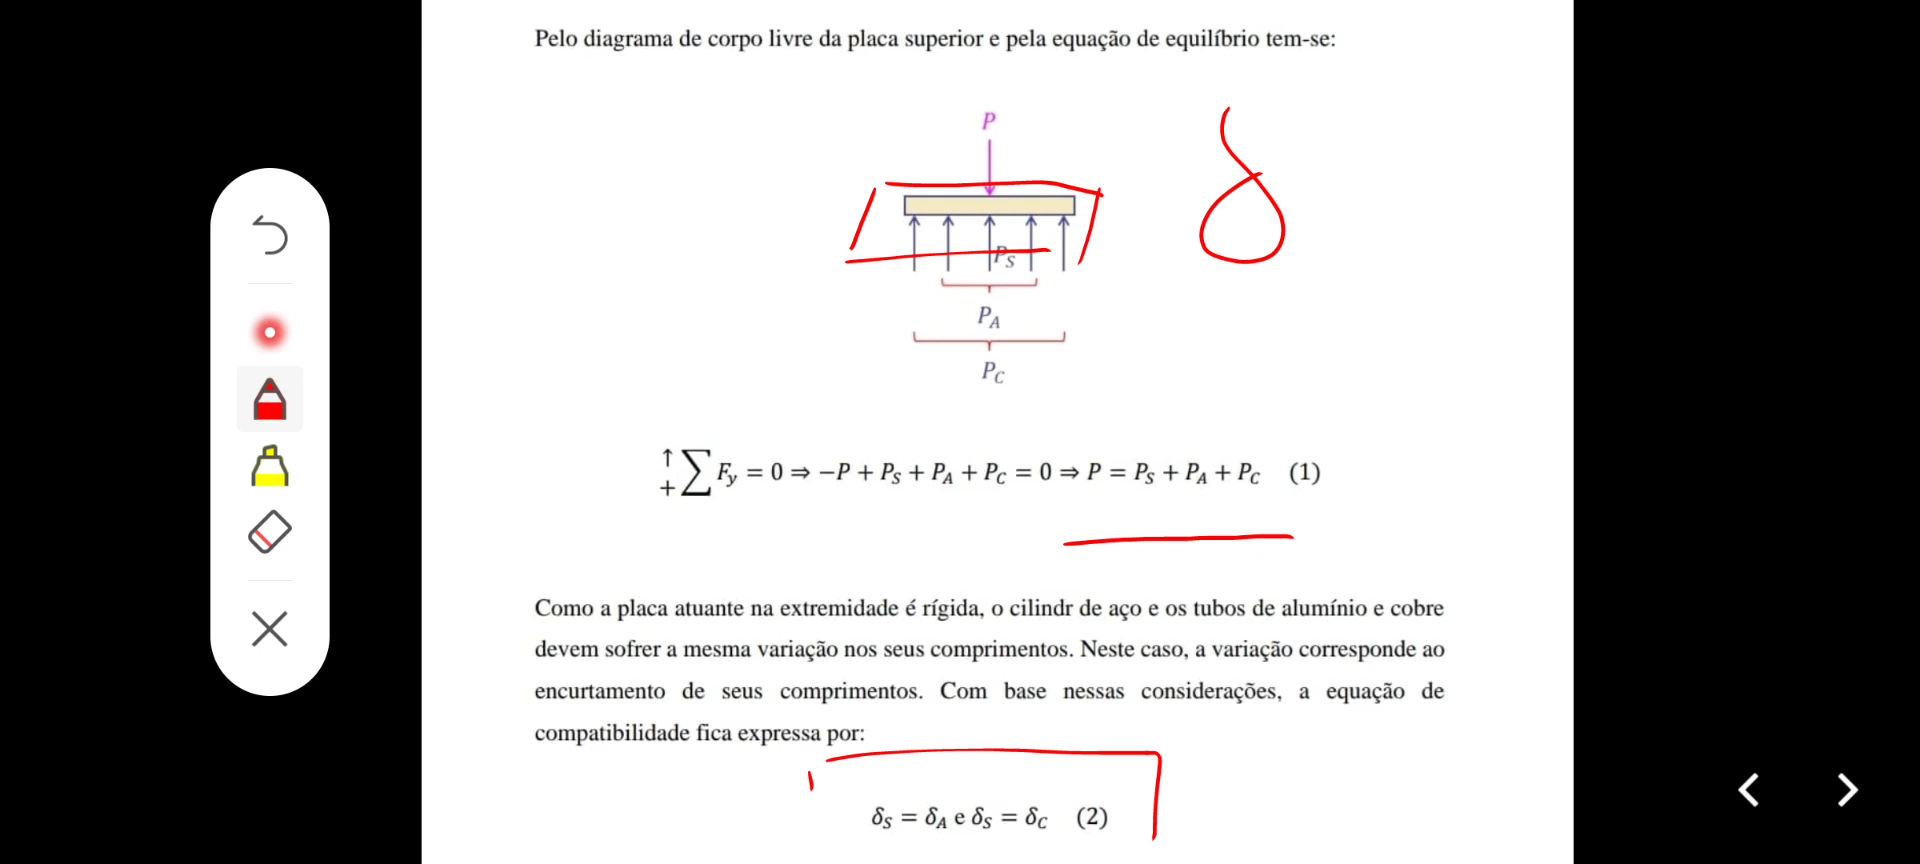 Pelo diagrama de corpo livre da placa superior e pela equação de equilíbrio tem-se:
P
δ
P_S
P_A
P_C
↑+ ∑ F_y = 0 ⇒ −P + P_S + P_A + P_C = 0 ⇒ P = P_S + P_A + P_C (1)
Como a placa atuante na extremidade é rígida, o cilindr de aço e os tubos de alumínio e cobre
devem sofrer a mesma variação nos seus comprimentos. Neste caso, a variação corresponde ao
encurtamento de seus comprimentos. Com base nessas considerações, a equação de
compatibilidade fica expressa por:
δ_S = δ_A e δ_S = δ_C (2)